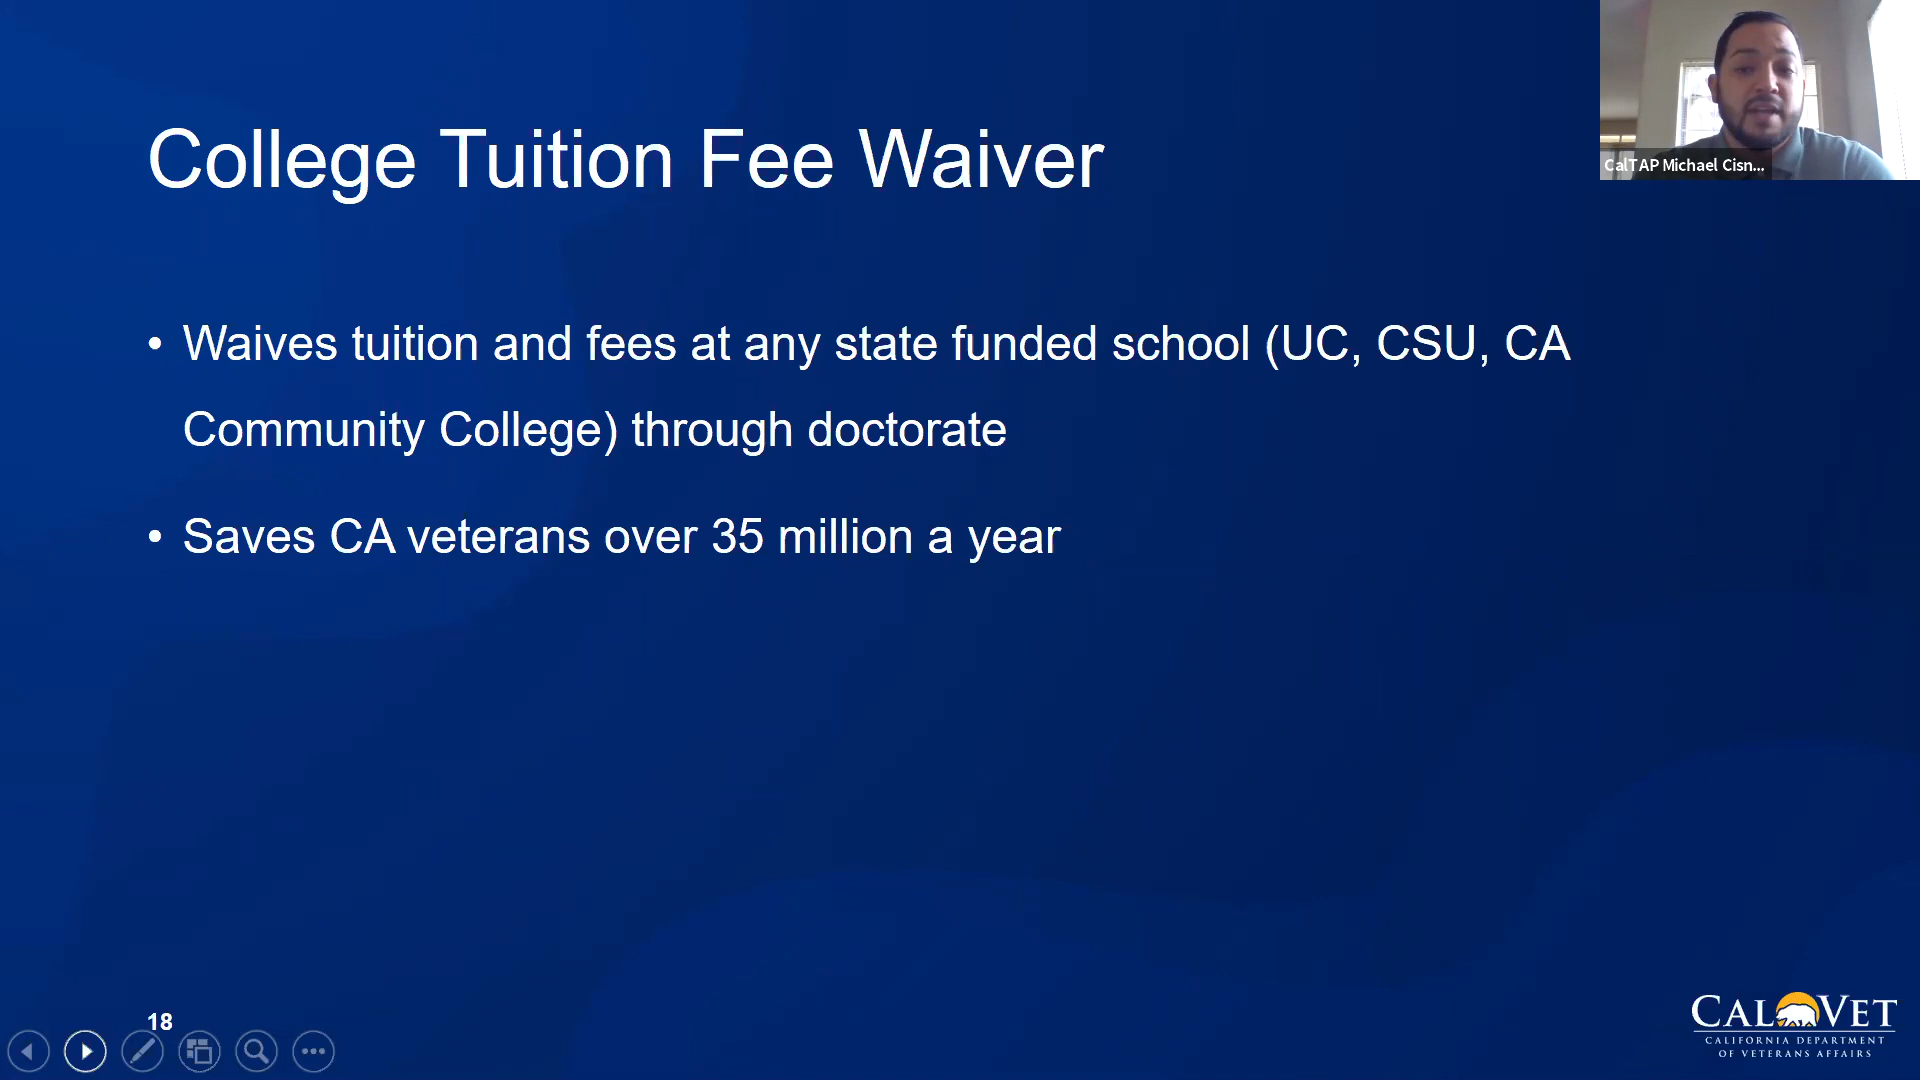 College Tuition Fee Waiver
• Waives tuition and fees at any state funded school (UC, CSU, CA
Community College) through doctorate
• Saves CA veterans over 35 million a year
CalTAP Michael Cisn...
18
CALVET
CALIFORNIA DEPARTMENT
OF VETERANS AFFAIRS